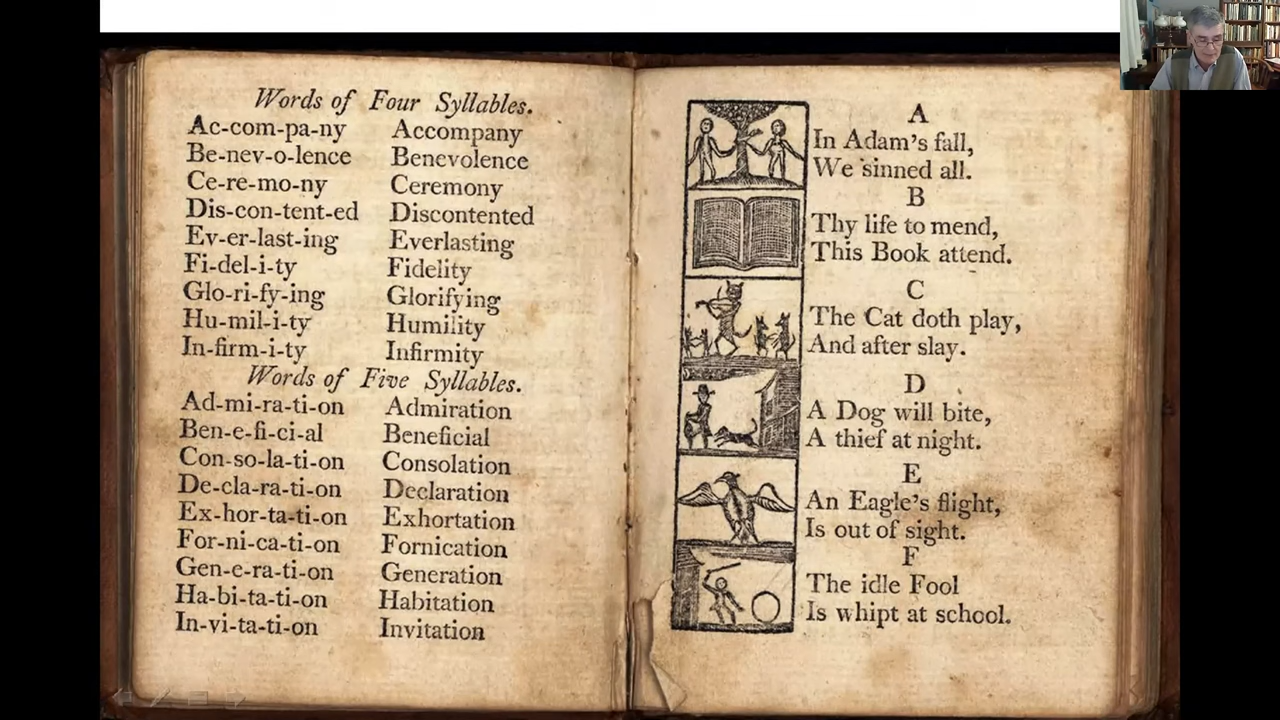 Words of Four Syllables.
Ac-com-pa-ny Accompany
Be-nev-o-lence Benevolence
Ce-re-mo-ny Ceremony
Dis-con-tent-ed Discontented
Ev-er-last-ing Everlasting
Fi-del-i-ty Fidelity
Glo-ri-fy-ing Glorifying
Hu-mil-i-ty Humility
In-firm-i-ty Infirmity
Words of Five Syllables.
Ad-mi-ra-ti-on Admiration
Ben-e-fi-ci-al Beneficial
Con-so-la-ti-on Consolation
De-cla-ra-ti-on Declaration
Ex-hor-ta-ti-on Exhortation
For-ni-ca-ti-on Fornication
Gen-e-ra-ti-on Generation
Ha-bi-ta-ti-on Habitation
In-vi-ta-ti-on Invitation
A
In Adam's fall,
We sinned all.
B
Thy life to mend,
This Book attend.
C
The Cat doth play,
And after slay.
D
A Dog will bite,
A thief at night.
E
An Eagle's flight,
Is out of sight.
F
The idle Fool
Is whipt at school.